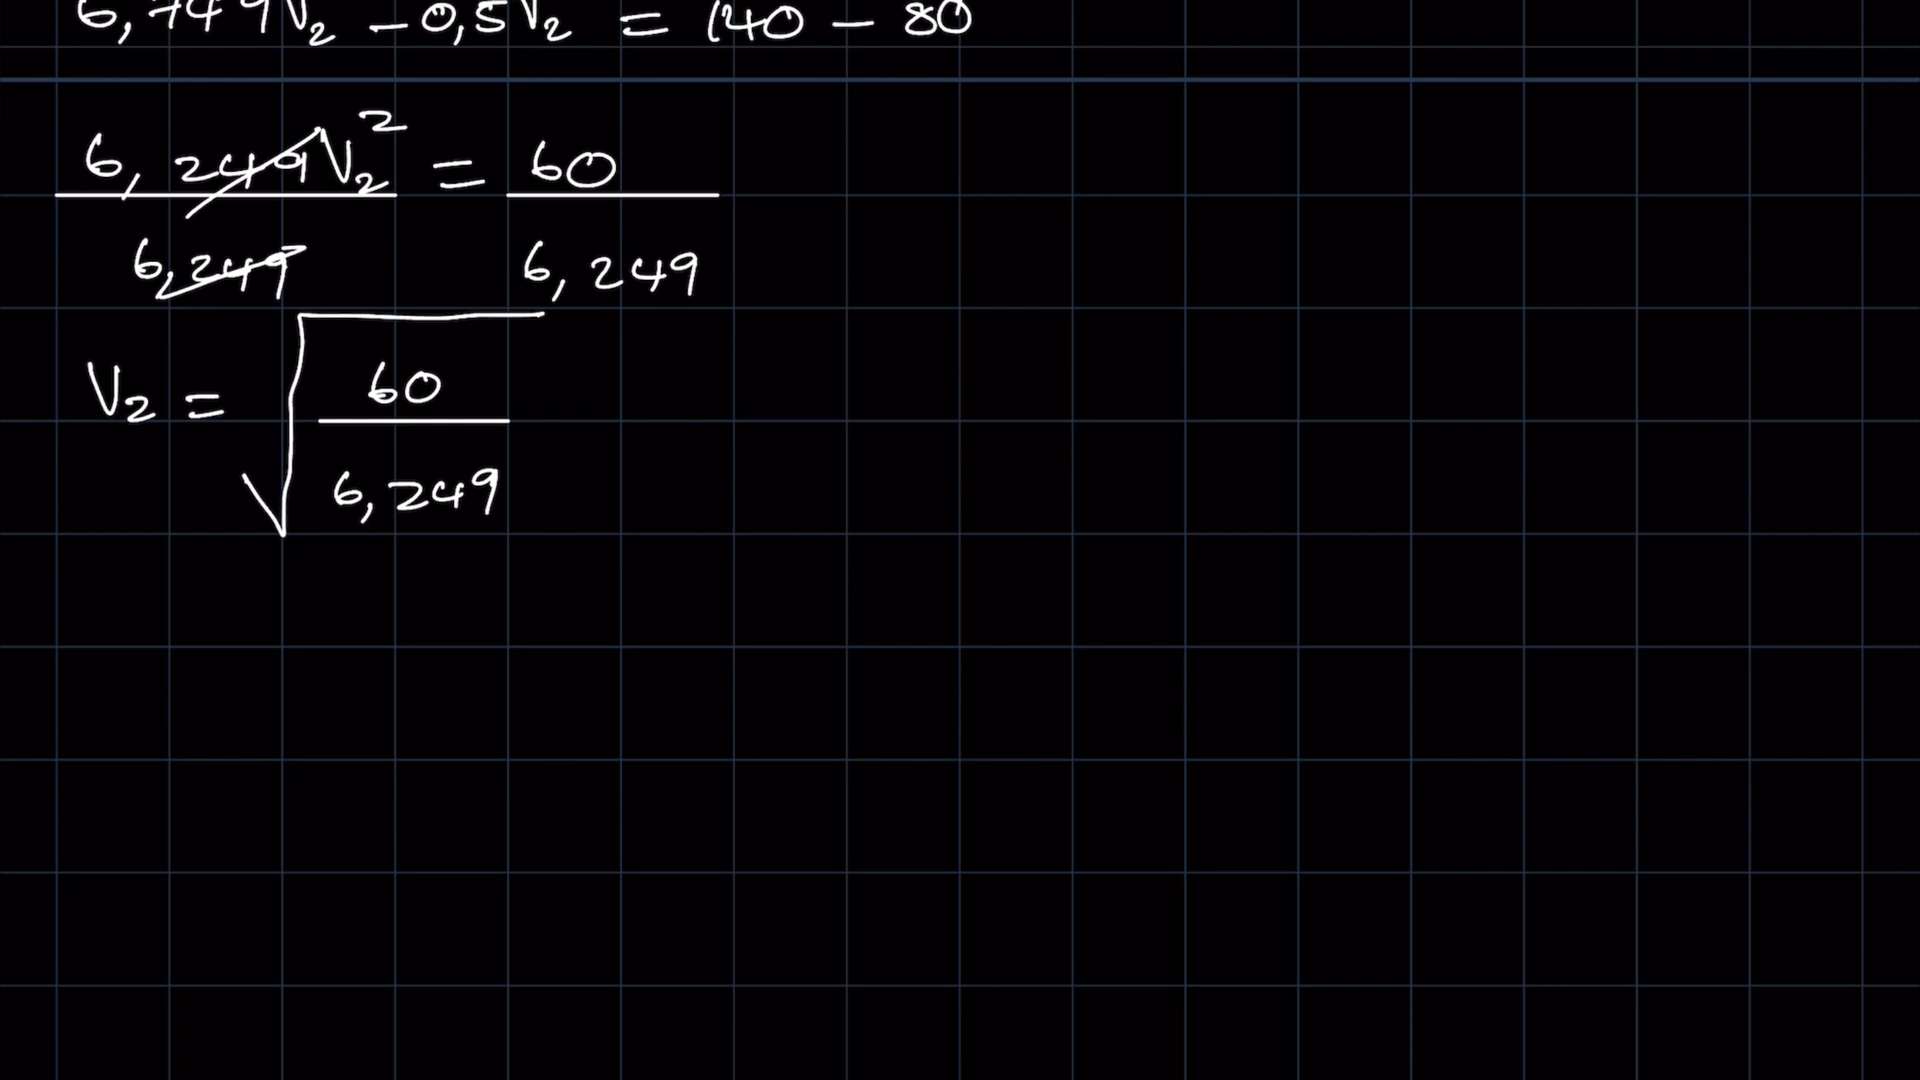 6,749V₂ - 0,5V₂ = 140 - 80
6,249V₂² = 60
6,249 6,249
V₂ = √ 60
6,249